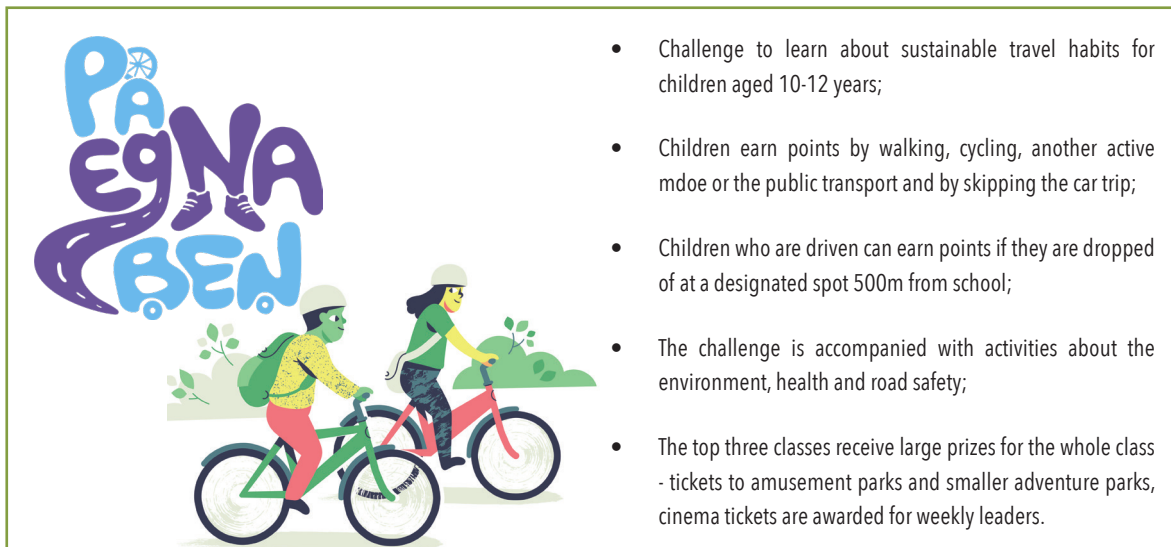 PÅ
EgNA
BEN
• Challenge to learn about sustainable travel habits for
children aged 10-12 years;
• Children earn points by walking, cycling, another active
mdoe or the public transport and by skipping the car trip;
• Children who are driven can earn points if they are dropped
of at a designated spot 500m from school;
• The challenge is accompanied with activities about the
environment, health and road safety;
• The top three classes receive large prizes for the whole class
- tickets to amusement parks and smaller adventure parks,
cinema tickets are awarded for weekly leaders.